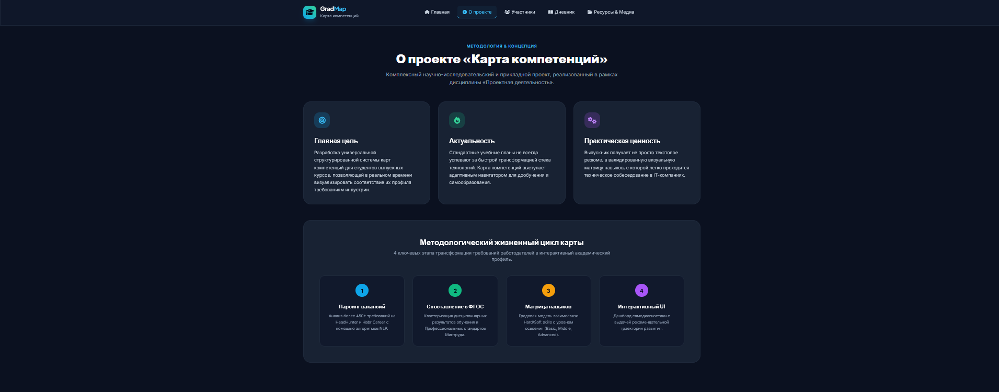 GradMap
Карта компетенций
Главная
О проекте
Участники
Дневник
Ресурсы & Медиа
МЕТОДОЛОГИЯ & КОНЦЕПЦИЯ
О проекте «Карта компетенций»
Комплексный научно-исследовательский и прикладной проект, реализованный в рамках
дисциплины «Проектная деятельность».
Главная цель
Разработка универсальной
структурированной системы карт
компетенций для студентов выпускных
курсов, позволяющей в реальном времени
визуализировать соответствие их профиля
требованиям индустрии.
Актуальность
Стандартные учебные планы не всегда
успевают за быстрой трансформацией стека
технологий. Карта компетенций выступает
адаптивным навигатором для дообучения и
самообразования.
Практическая ценность
Выпускник получает не просто текстовое
резюме, а валидированную визуальную
матрицу навыков, с которой легко проходится
техническое собеседование в IT-компаниях.
Методологический жизненный цикл карты
4 ключевых этапа трансформации требований работодателей в интерактивный академический
профиль.
1
Парсинг вакансий
Анализ более 450+ требований на
HeadHunter и Habr Career с
помощью алгоритмов NLP.
2
Споставление с ФГОС
Кластеризация дисциплинарных
результатов обучения и
Профессиональных стандартов
Минтруда.
3
Матрица навыков
Градовая модель взаимосвязи
Hard/Soft skills с уровнем
освоения (Basic, Middle,
Advanced).
4
Интерактивный UI
Дашборд самодиагностики с
выдачей рекомендательной
траектории развития.